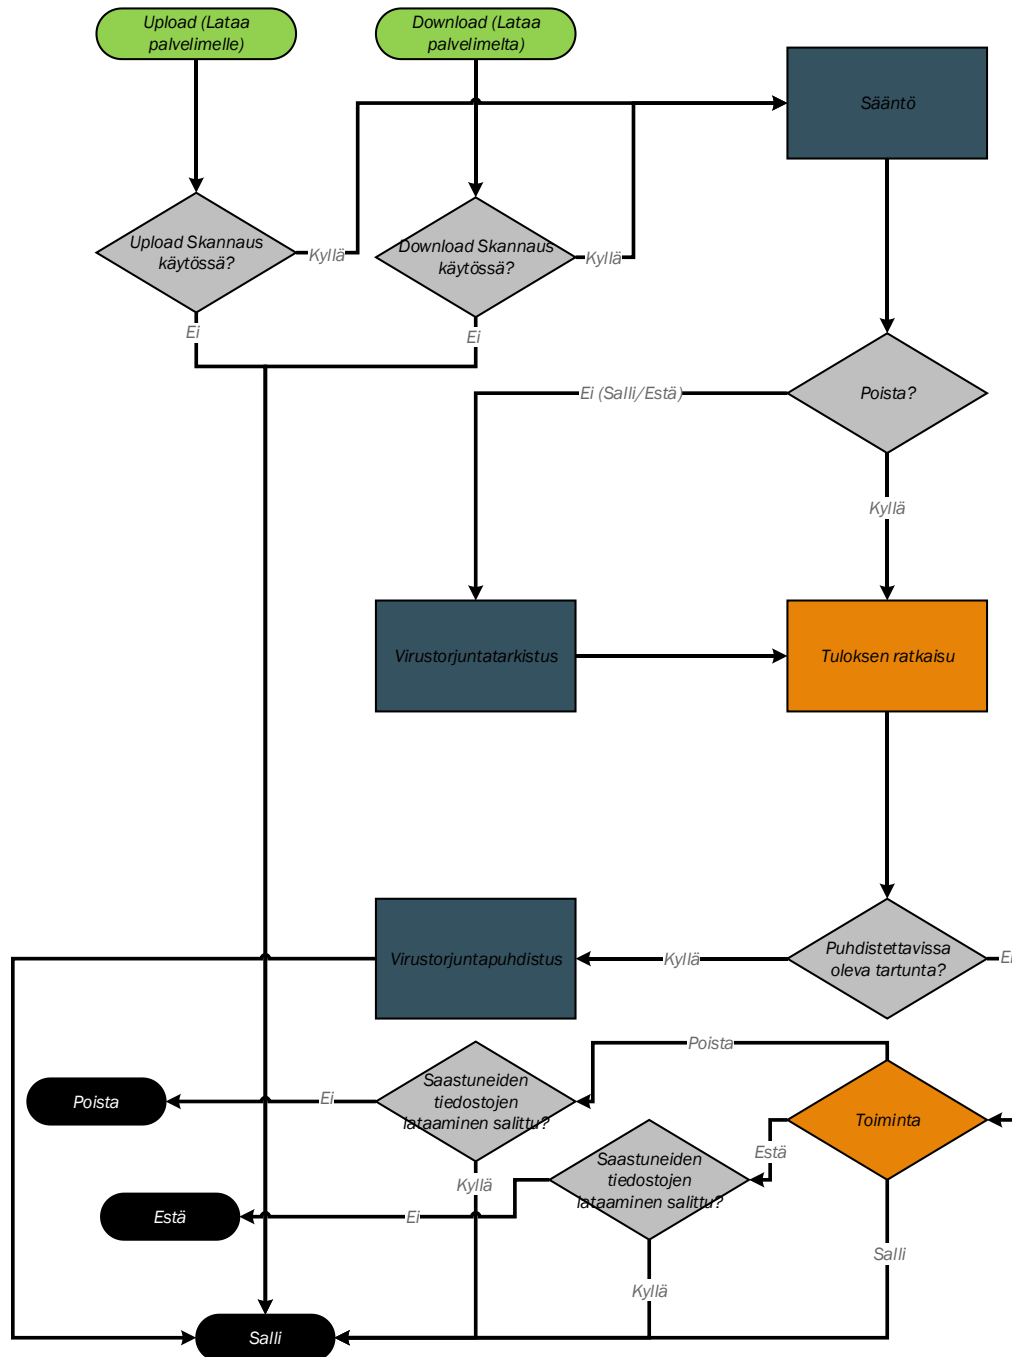 Upload (Lataa
palvelimelle)
Download (Lataa
palvelimelta)
Sääntö
Upload Skannaus
käytössä?
Kyllä
Download Skannaus
käytössä?
Kyllä
Ei
Ei
Ei (Salli/Estä)
Poista?
Kyllä
Virustorjuntatarkistus
Tuloksen ratkaisu
Virustorjuntapuhdistus
Kyllä
Puhdistettavissa
oleva tartunta?
Ei
Poista
Poista
Ei
Saastuneiden
tiedostojen
lataaminen salittu?
Toiminta
Estä
Saastuneiden
tiedostojen
lataaminen salittu?
Kyllä
Estä
Ei
Salli
Kyllä
Salli